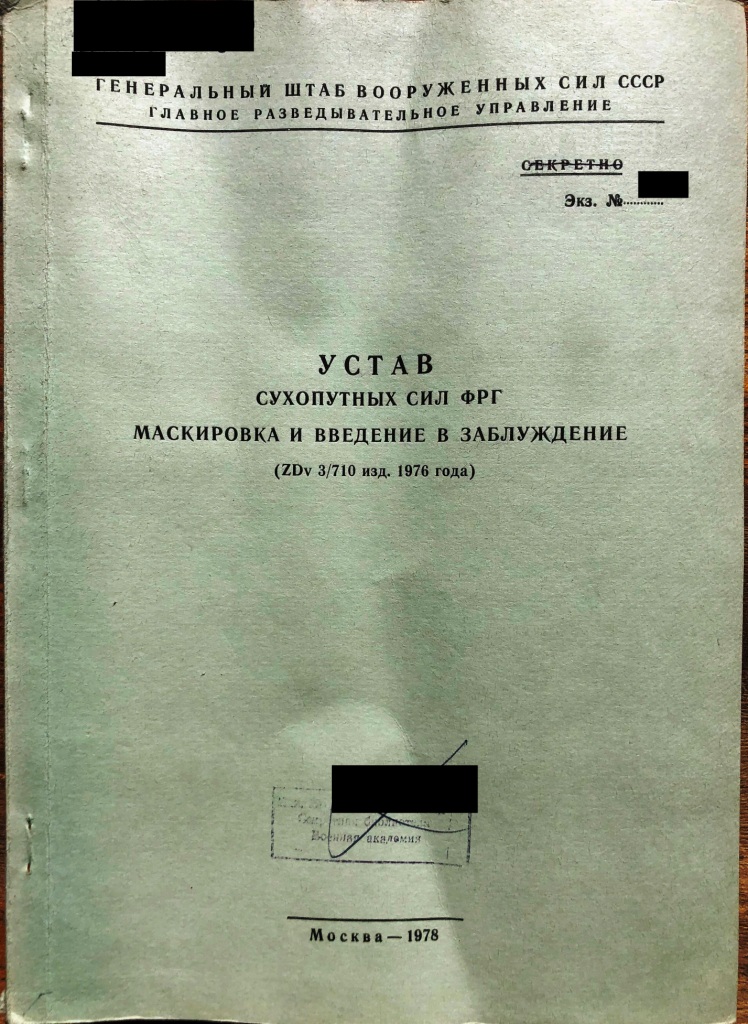 ГЕНЕРАЛЬНЫЙ ШТАБ ВООРУЖЕННЫХ СИЛ СССР
ГЛАВНОЕ РАЗВЕДЫВАТЕЛЬНОЕ УПРАВЛЕНИЕ
СЕКРЕТНО
Экз. №
УСТАВ
СУХОПУТНЫХ СИЛ ФРГ
МАСКИРОВКА И ВВЕДЕНИЕ В ЗАБЛУЖДЕНИЕ
(ZDv 3/710 изд. 1976 года)
Военная академия
Москва — 1978